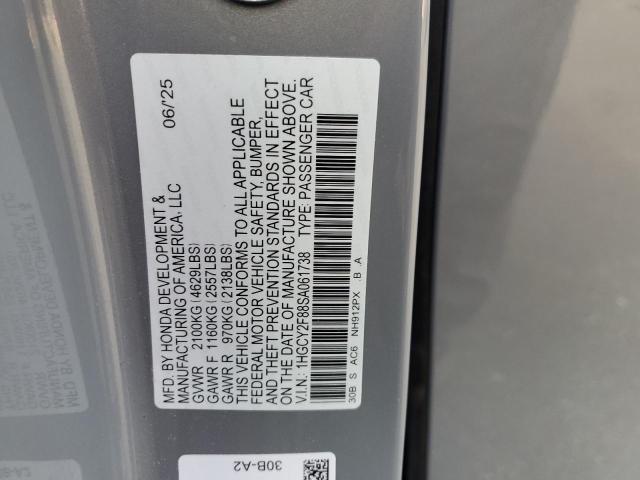 MFD. BY HONDA DEVELOPMENT & 06/'25
MANUFACTURING OF AMERICA, LLC
GVWR 2100KG (4629LBS)
GAWR F 1160KG (2557LBS)
GAWR R 970KG (2138LBS)
THIS VEHICLE CONFORMS TO ALL APPLICABLE
FEDERAL MOTOR VEHICLE SAFETY, BUMPER,
AND THEFT PREVENTION STANDARDS IN EFFECT
ON THE DATE OF MANUFACTURE SHOWN ABOVE.
V.I.N.: 1HGCY2F88SA061738 TYPE: PASSENGER CAR
30B S AC6 NH912PX .B .A
30B-A2